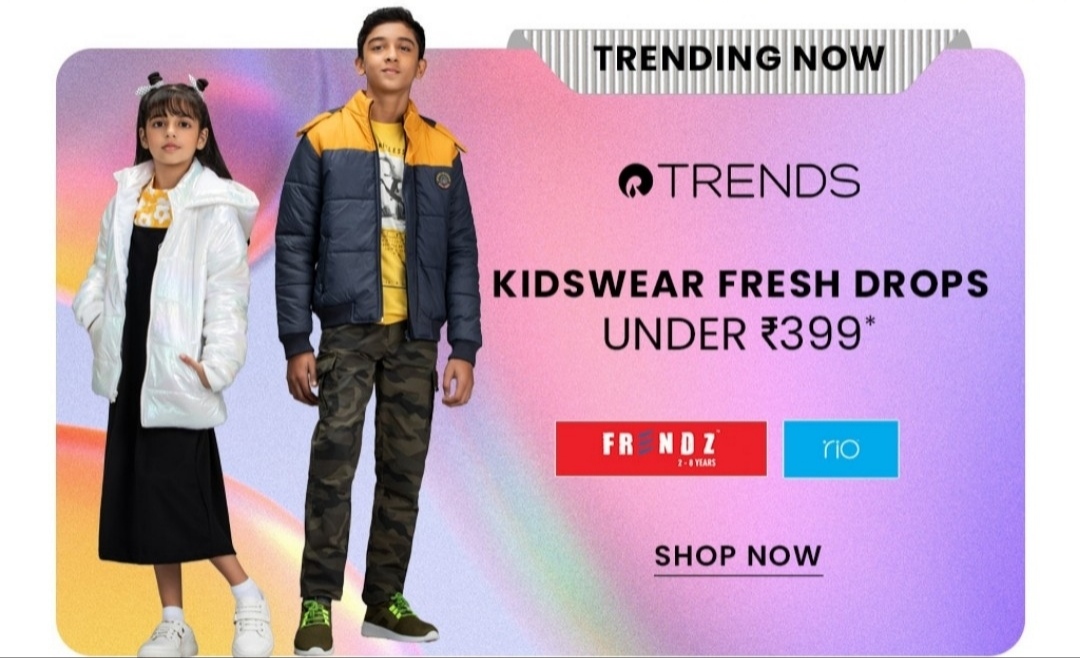 TRENDING NOW
TRENDS
KIDSWEAR FRESH DROPS
UNDER ₹399*
FRENDZ
2 - 8 YEARS
rio
SHOP NOW